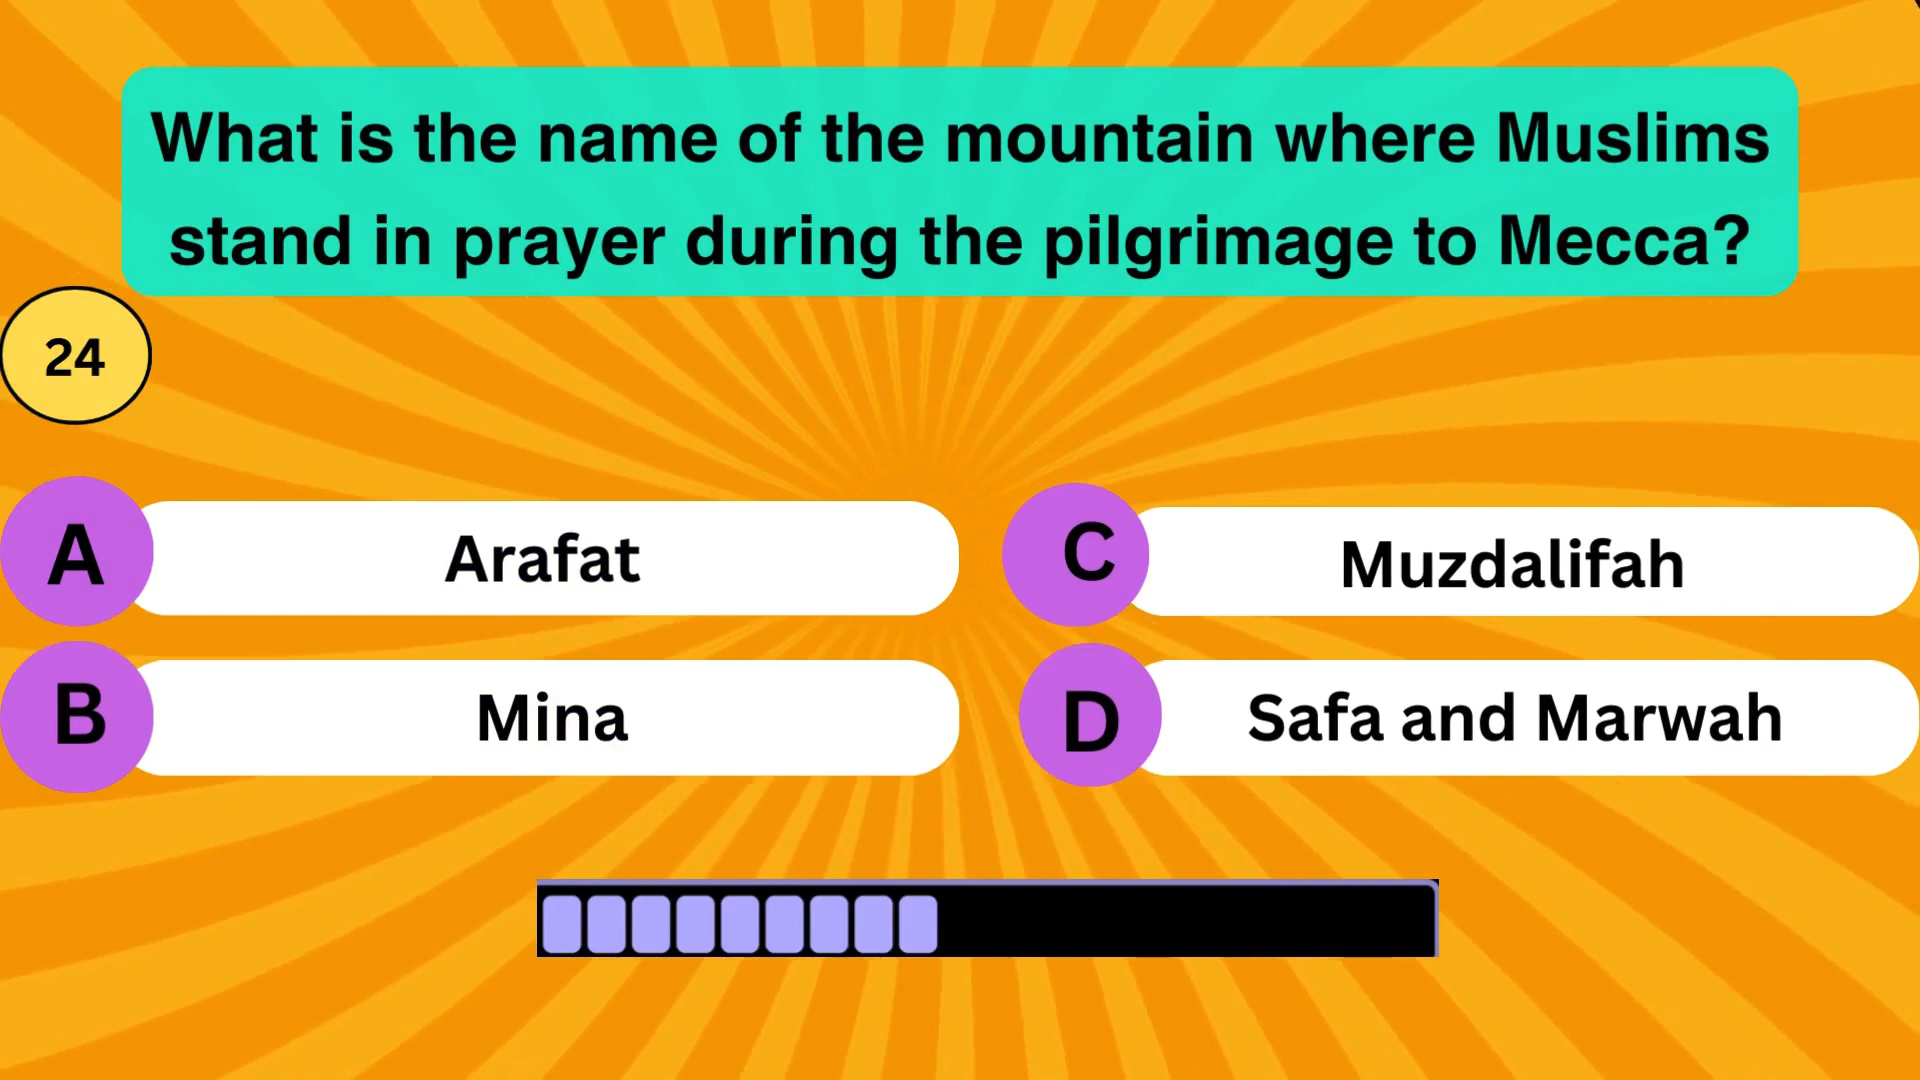 What is the name of the mountain where Muslims
stand in prayer during the pilgrimage to Mecca?
24
A
Arafat
B
Mina
C
Muzdalifah
D
Safa and Marwah